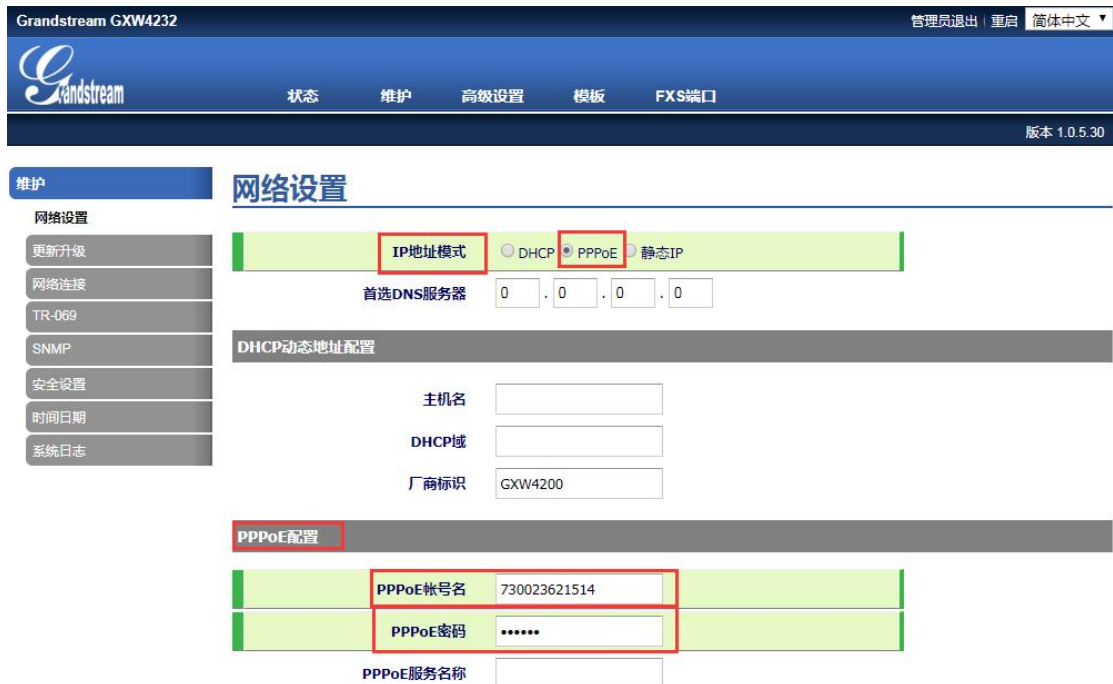 Grandstream GXW4232
管理员退出 | 重启 简体中文
Grandstream
状态 维护 高级设置 模板 FXS端口
版本 1.0.5.30
维护
网络设置
更新升级
网络连接
TR-069
SNMP
安全设置
时间日期
系统日志
网络设置
IP地址模式 DHCP PPPoE 静态IP
首选DNS服务器 0 . 0 . 0 . 0
DHCP动态地址配置
主机名
DHCP域
厂商标识 GXW4200
PPPoE配置
PPPoE帐号名 730023621514
PPPoE密码 ••••••
PPPoE服务名称